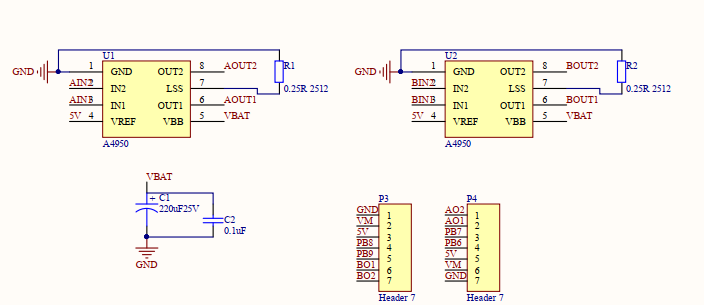 U1
GND 1 GND OUT2 8 AOUT2 R1
AIN2 2 IN2 LSS 7 0.25R 2512
AIN1 3 IN1 OUT1 6 AOUT1
5V 4 VREF VBB 5 VBAT
A4950
U2
GND 1 GND OUT2 8 BOUT2 R2
BIN2 2 IN2 LSS 7 0.25R 2512
BIN1 3 IN1 OUT1 6 BOUT1
5V 4 VREF VBB 5 VBAT
A4950
VBAT
+ C1
220uF25V
C2
0.1uF
GND
P3
GND 1
VM 2
5V 3
PB8 4
PB9 5
BO1 6
BO2 7
Header 7
P4
AO2 1
AO1 2
PB7 3
PB6 4
5V 5
VM 6
GND 7
Header 7